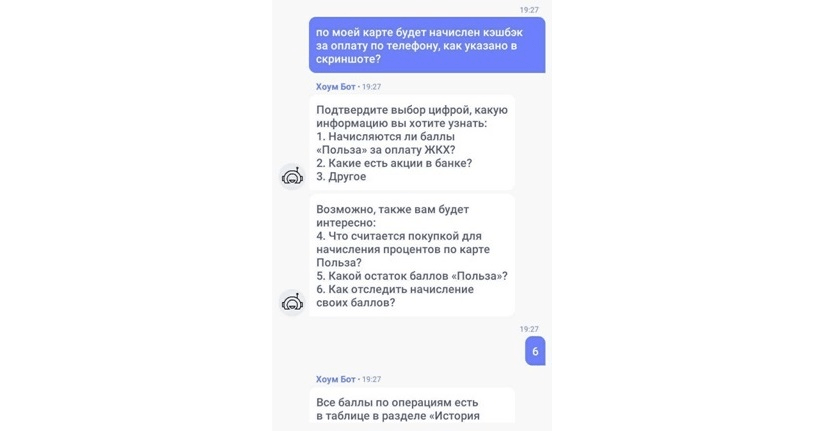 19:27
по моей карте будет начислен кэшбэк
за оплату по телефону, как указано в
скриншоте?
Хоум Бот • 19:27
Подтвердите выбор цифрой, какую
информацию вы хотите узнать:
1. Начисляются ли баллы
«Польза» за оплату ЖКХ?
2. Какие есть акции в банке?
3. Другое
Возможно, также вам будет
интересно:
4. Что считается покупкой для
начисления процентов по карте
Польза?
5. Какой остаток баллов «Польза»?
6. Как отследить начисление
своих баллов?
19:27
6
Хоум Бот • 19:27
Все баллы по операциям есть
в таблице в разделе «История